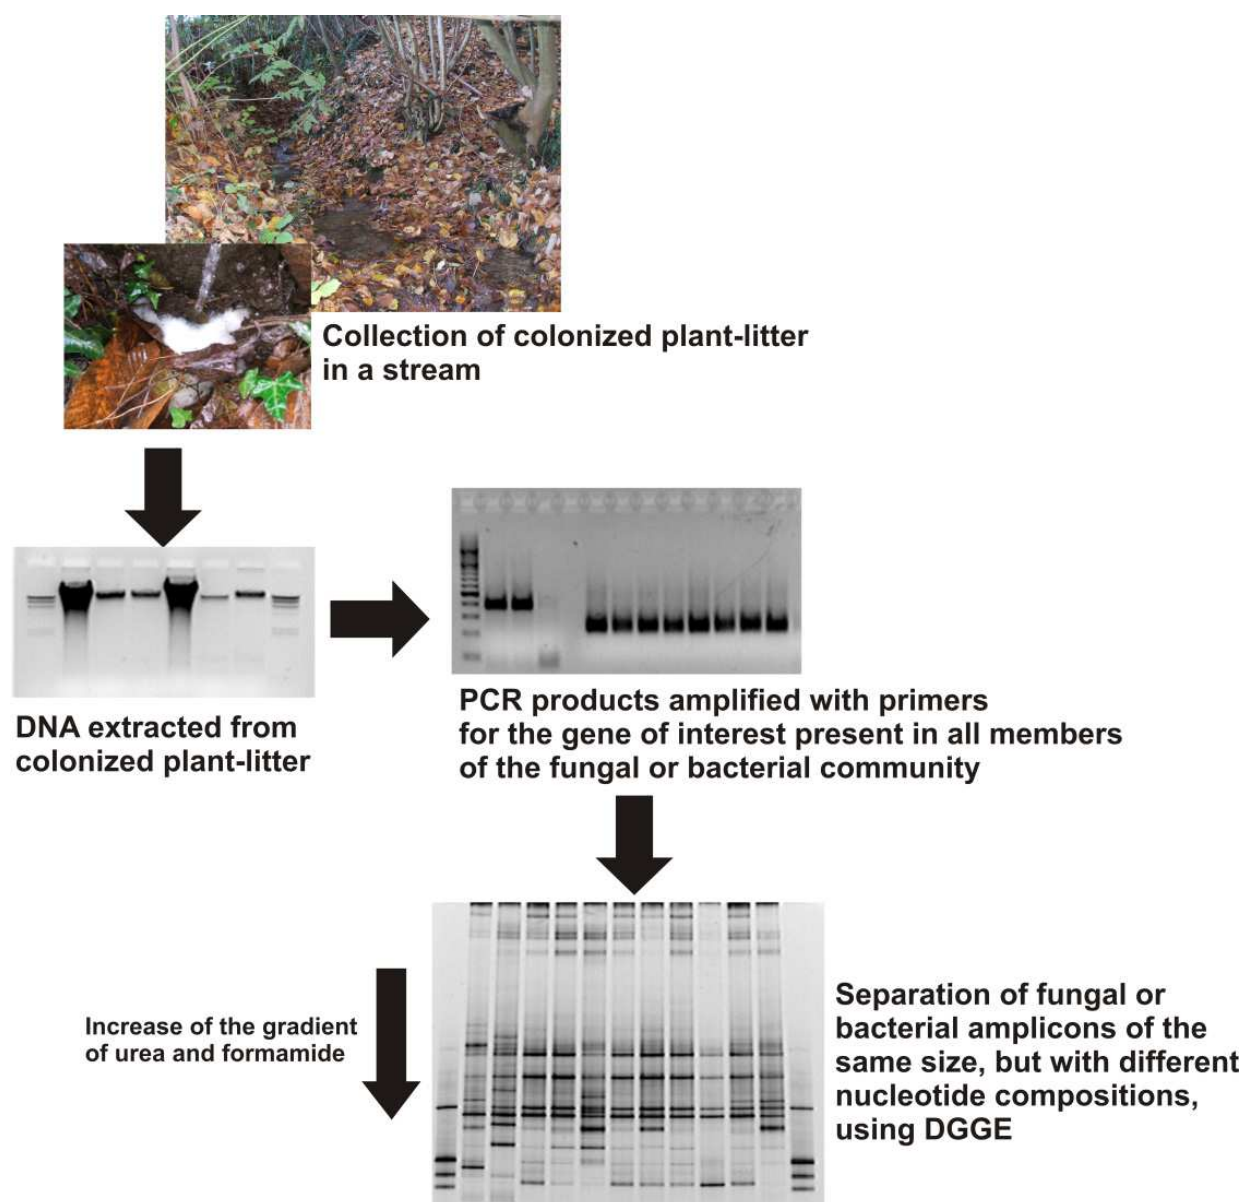 Collection of colonized plant-litter
in a stream
DNA extracted from
colonized plant-litter
PCR products amplified with primers
for the gene of interest present in all members
of the fungal or bacterial community
Increase of the gradient
of urea and formamide
Separation of fungal or
bacterial amplicons of the
same size, but with different
nucleotide compositions,
using DGGE